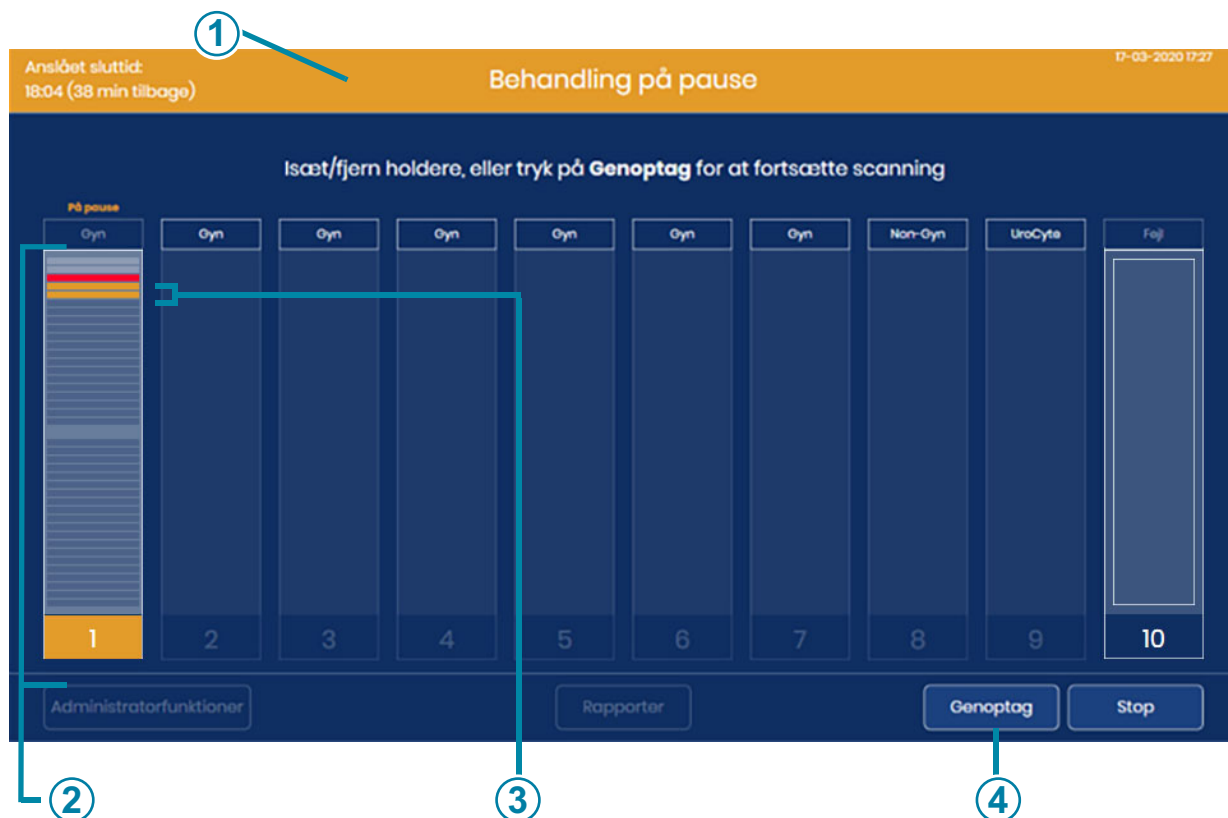 1
Anslået sluttid:
18:04 (38 min tilbage)
Behandling på pause
17-03-2020 17:27
Isæt/fjern holdere, eller tryk på Genoptag for at fortsætte scanning
På pause
Gyn
Gyn
Gyn
Gyn
Gyn
Gyn
Gyn
Non-Gyn
UroCyte
Fejl
1
2
3
4
5
6
7
8
9
10
Administratorfunktioner
Rapporter
Genoptag
Stop
2
3
4